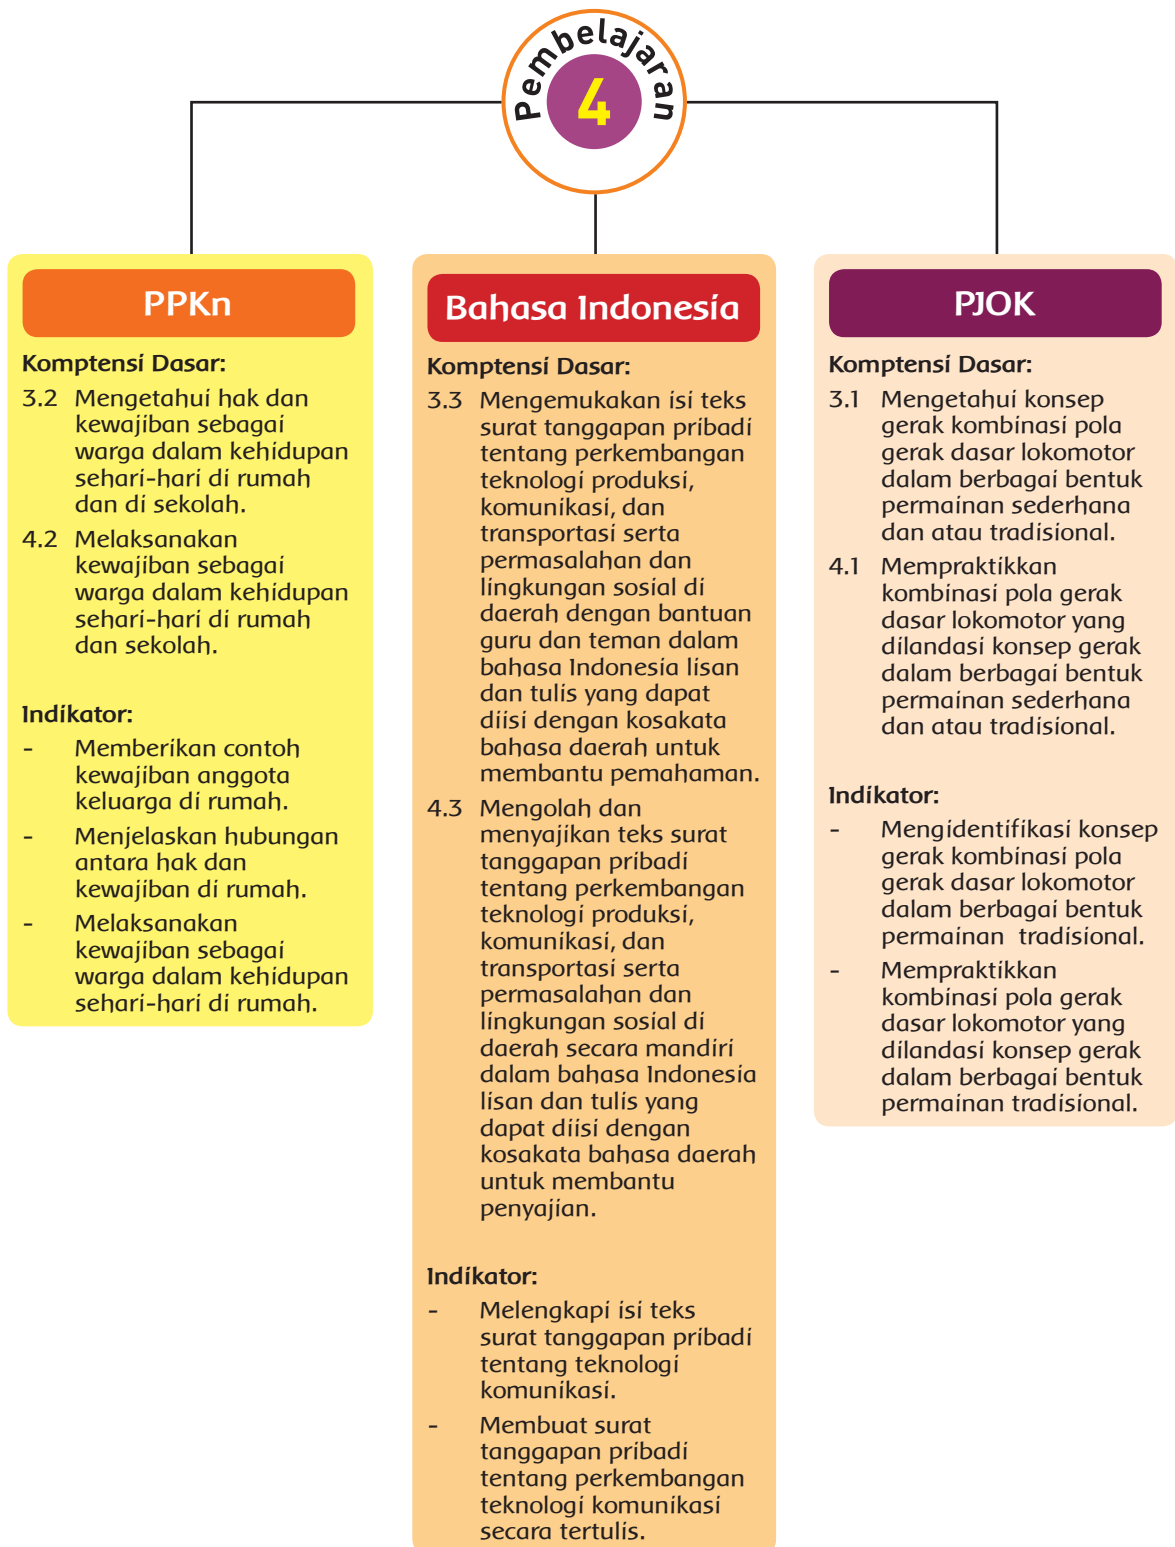 Pembelajaran
4
PPKn
Komptensi Dasar:
3.2 Mengetahui hak dan
kewajiban sebagai
warga dalam kehidupan
sehari-hari di rumah
dan di sekolah.
4.2 Melaksanakan
kewajiban sebagai
warga dalam kehidupan
sehari-hari di rumah
dan sekolah.
Indikator:
- Memberikan contoh
kewajiban anggota
keluarga di rumah.
- Menjelaskan hubungan
antara hak dan
kewajiban di rumah.
- Melaksanakan
kewajiban sebagai
warga dalam kehidupan
sehari-hari di rumah.
Bahasa Indonesia
Komptensi Dasar:
3.3 Mengemukakan isi teks
surat tanggapan pribadi
tentang perkembangan
teknologi produksi,
komunikasi, dan
transportasi serta
permasalahan dan
lingkungan sosial di
daerah dengan bantuan
guru dan teman dalam
bahasa Indonesia lisan
dan tulis yang dapat
diisi dengan kosakata
bahasa daerah untuk
membantu pemahaman.
4.3 Mengolah dan
menyajikan teks surat
tanggapan pribadi
tentang perkembangan
teknologi produksi,
komunikasi, dan
transportasi serta
permasalahan dan
lingkungan sosial di
daerah secara mandiri
dalam bahasa Indonesia
lisan dan tulis yang
dapat diisi dengan
kosakata bahasa daerah
untuk membantu
penyajian.
Indikator:
- Melengkapi isi teks
surat tanggapan pribadi
tentang teknologi
komunikasi.
- Membuat surat
tanggapan pribadi
tentang perkembangan
teknologi komunikasi
secara tertulis.
PJOK
Komptensi Dasar:
3.1 Mengetahui konsep
gerak kombinasi pola
gerak dasar lokomotor
dalam berbagai bentuk
permainan sederhana
dan atau tradisional.
4.1 Mempraktikkan
kombinasi pola gerak
dasar lokomotor yang
dilandasi konsep gerak
dalam berbagai bentuk
permainan sederhana
dan atau tradisional.
Indikator:
- Mengidentifikasi konsep
gerak kombinasi pola
gerak dasar lokomotor
dalam berbagai bentuk
permainan tradisional.
- Mempraktikkan
kombinasi pola gerak
dasar lokomotor yang
dilandasi konsep gerak
dalam berbagai bentuk
permainan tradisional.